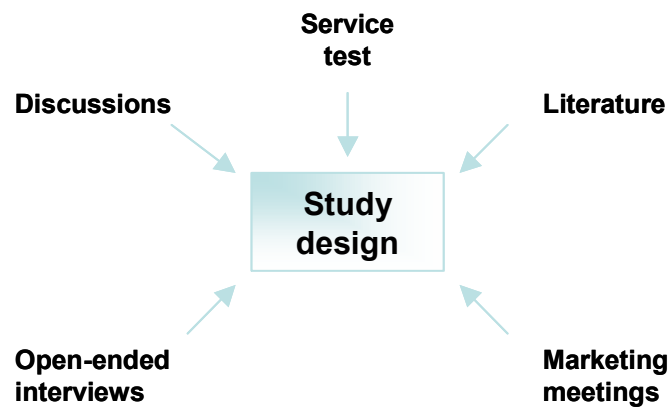 Service
test
Discussions
Literature
Study
design
Open-ended
interviews
Marketing
meetings